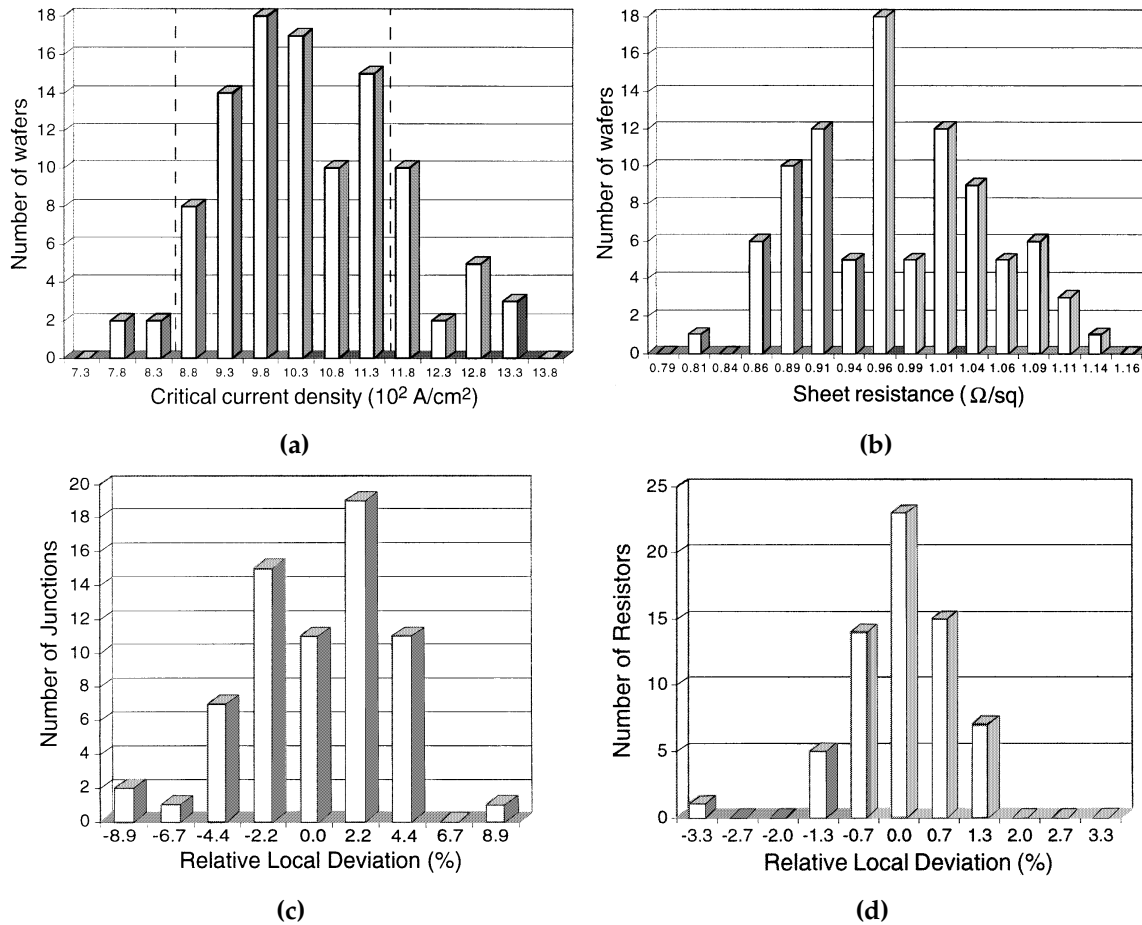 18
16
14
12
10
8
6
4
2
0
Number of wafers
7.3 7.8 8.3 8.8 9.3 9.8 10.3 10.8 11.3 11.8 12.3 12.8 13.3 13.8
Critical current density (10² A/cm²)
(a)
18
16
14
12
10
8
6
4
2
0
Number of wafers
0.79 0.81 0.84 0.86 0.89 0.91 0.94 0.96 0.99 1.01 1.04 1.06 1.09 1.11 1.14 1.16
Sheet resistance (Ω/sq)
(b)
20
18
16
14
12
10
8
6
4
2
0
Number of Junctions
-8.9 -6.7 -4.4 -2.2 0.0 2.2 4.4 6.7 8.9
Relative Local Deviation (%)
(c)
25
20
15
10
5
0
Number of Resistors
-3.3 -2.7 -2.0 -1.3 -0.7 0.0 0.7 1.3 2.0 2.7 3.3
Relative Local Deviation (%)
(d)